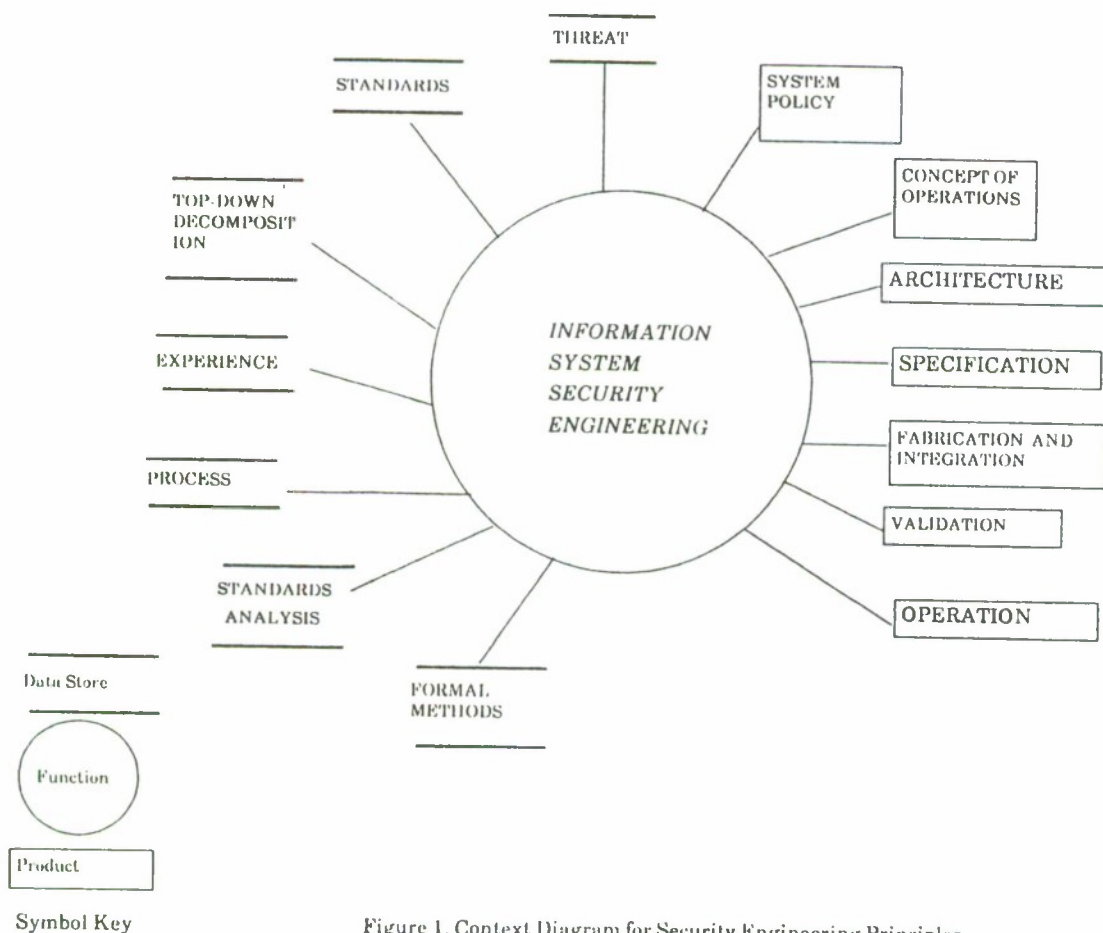 THREAT
STANDARDS
SYSTEM
POLICY
TOP-DOWN
DECOMPOSIT
ION
CONCEPT OF
OPERATIONS
ARCHITECTURE
EXPERIENCE
INFORMATION
SYSTEM
SECURITY
ENGINEERING
SPECIFICATION
PROCESS
FABRICATION AND
INTEGRATION
VALIDATION
STANDARDS
ANALYSIS
OPERATION
FORMAL
METHODS
Data Store
Function
Product
Symbol Key
Figure 1. Context Diagram for Security Engineering Principles